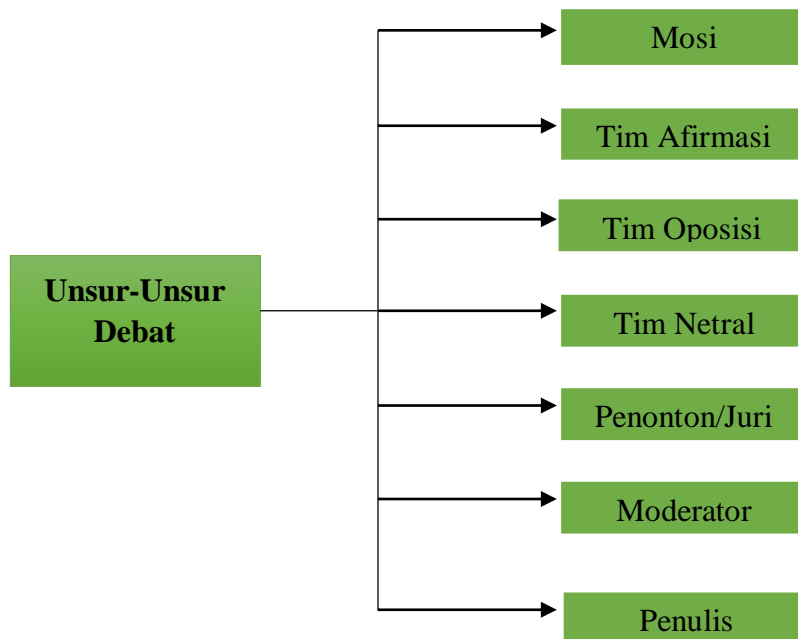 Unsur-Unsur
Debat
Mosi
Tim Afirmasi
Tim Oposisi
Tim Netral
Penonton/Juri
Moderator
Penulis